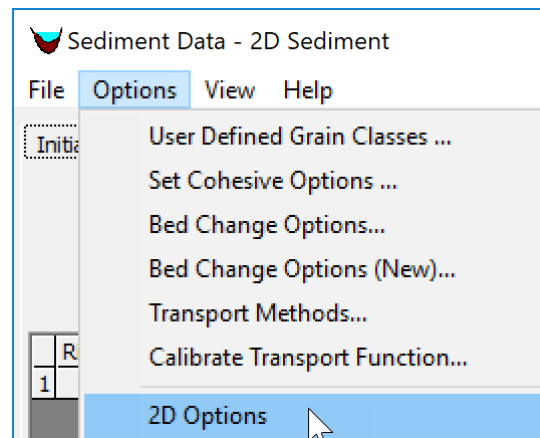 Sediment Data - 2D Sediment
File Options View Help
User Defined Grain Classes ...
Set Cohesive Options ...
Bed Change Options...
Bed Change Options (New)...
Transport Methods...
Calibrate Transport Function...
1
2D Options